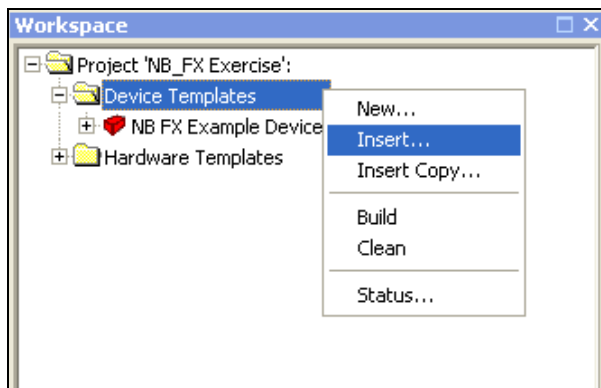 Workspace
Project 'NB_FX Exercise':
Device Templates
NB FX Example Device
Hardware Templates
New...
Insert...
Insert Copy...
Build
Clean
Status...